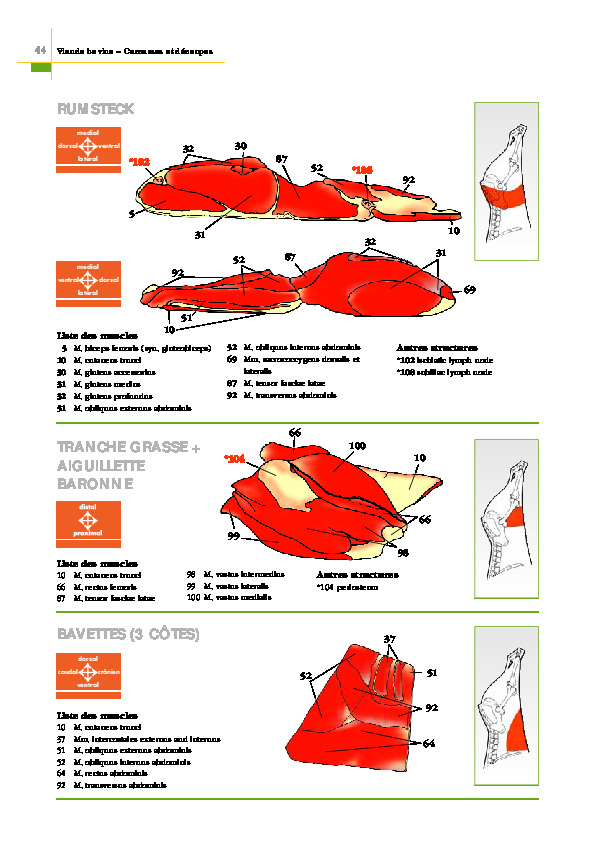 44 Viande bovine – Carcasses et découpes
RUMSTECK
medial
dorsal ventral
lateral
*102
32
30
87
52
*108
92
5
31
10
medial
ventral dorsal
lateral
92
52
87
32
31
69
51
10
Liste des muscles
5 M, biceps femoris (syn, gluteobiceps)
10 M, cutaneus trunci
30 M, gluteus accessorius
31 M, gluteus medius
32 M, gluteus profundus
51 M, obliquus externus abdominis
52 M, obliquus internus abdominis
69 Mm, sacrococcygeus dorsalis et
lateralis
87 M, tensor fasciae latae
92 M, transversus abdominis
Autres structures
*102 ischiatic lymph node
*108 subiliac lymph node
TRANCHE GRASSE +
AIGUILLETTE
BARONNE
distal
proximal
66
*104
100
10
66
99
98
Liste des muscles
10 M, cutaneus trunci
66 M, rectus femoris
87 M, tensor fasciae latae
98 M, vastus intermedius
99 M, vastus lateralis
100 M, vastus medialis
Autres structures
*104 periosteum
BAVETTES (3 CÔTES)
dorsal
caudal crânien
ventral
37
52
51
92
64
Liste des muscles
10 M, cutaneus trunci
37 Mm, intercostales externus and internus
51 M, obliquus externus abdominis
52 M, obliquus internus abdominis
64 M, rectus abdominis
92 M, transversus abdominis